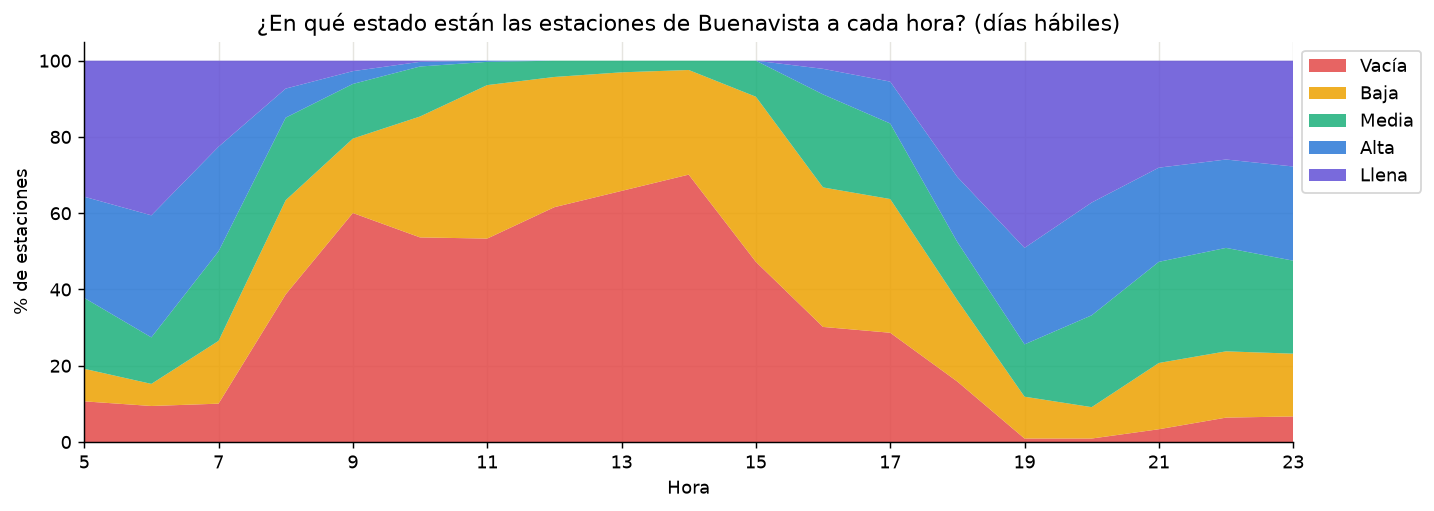 ¿En qué estado están las estaciones de Buenavista a cada hora? (días hábiles)
% de estaciones
100
80
60
40
20
0
5
7
9
11
13
15
17
19
21
23
Hora
Vacía
Baja
Media
Alta
Llena